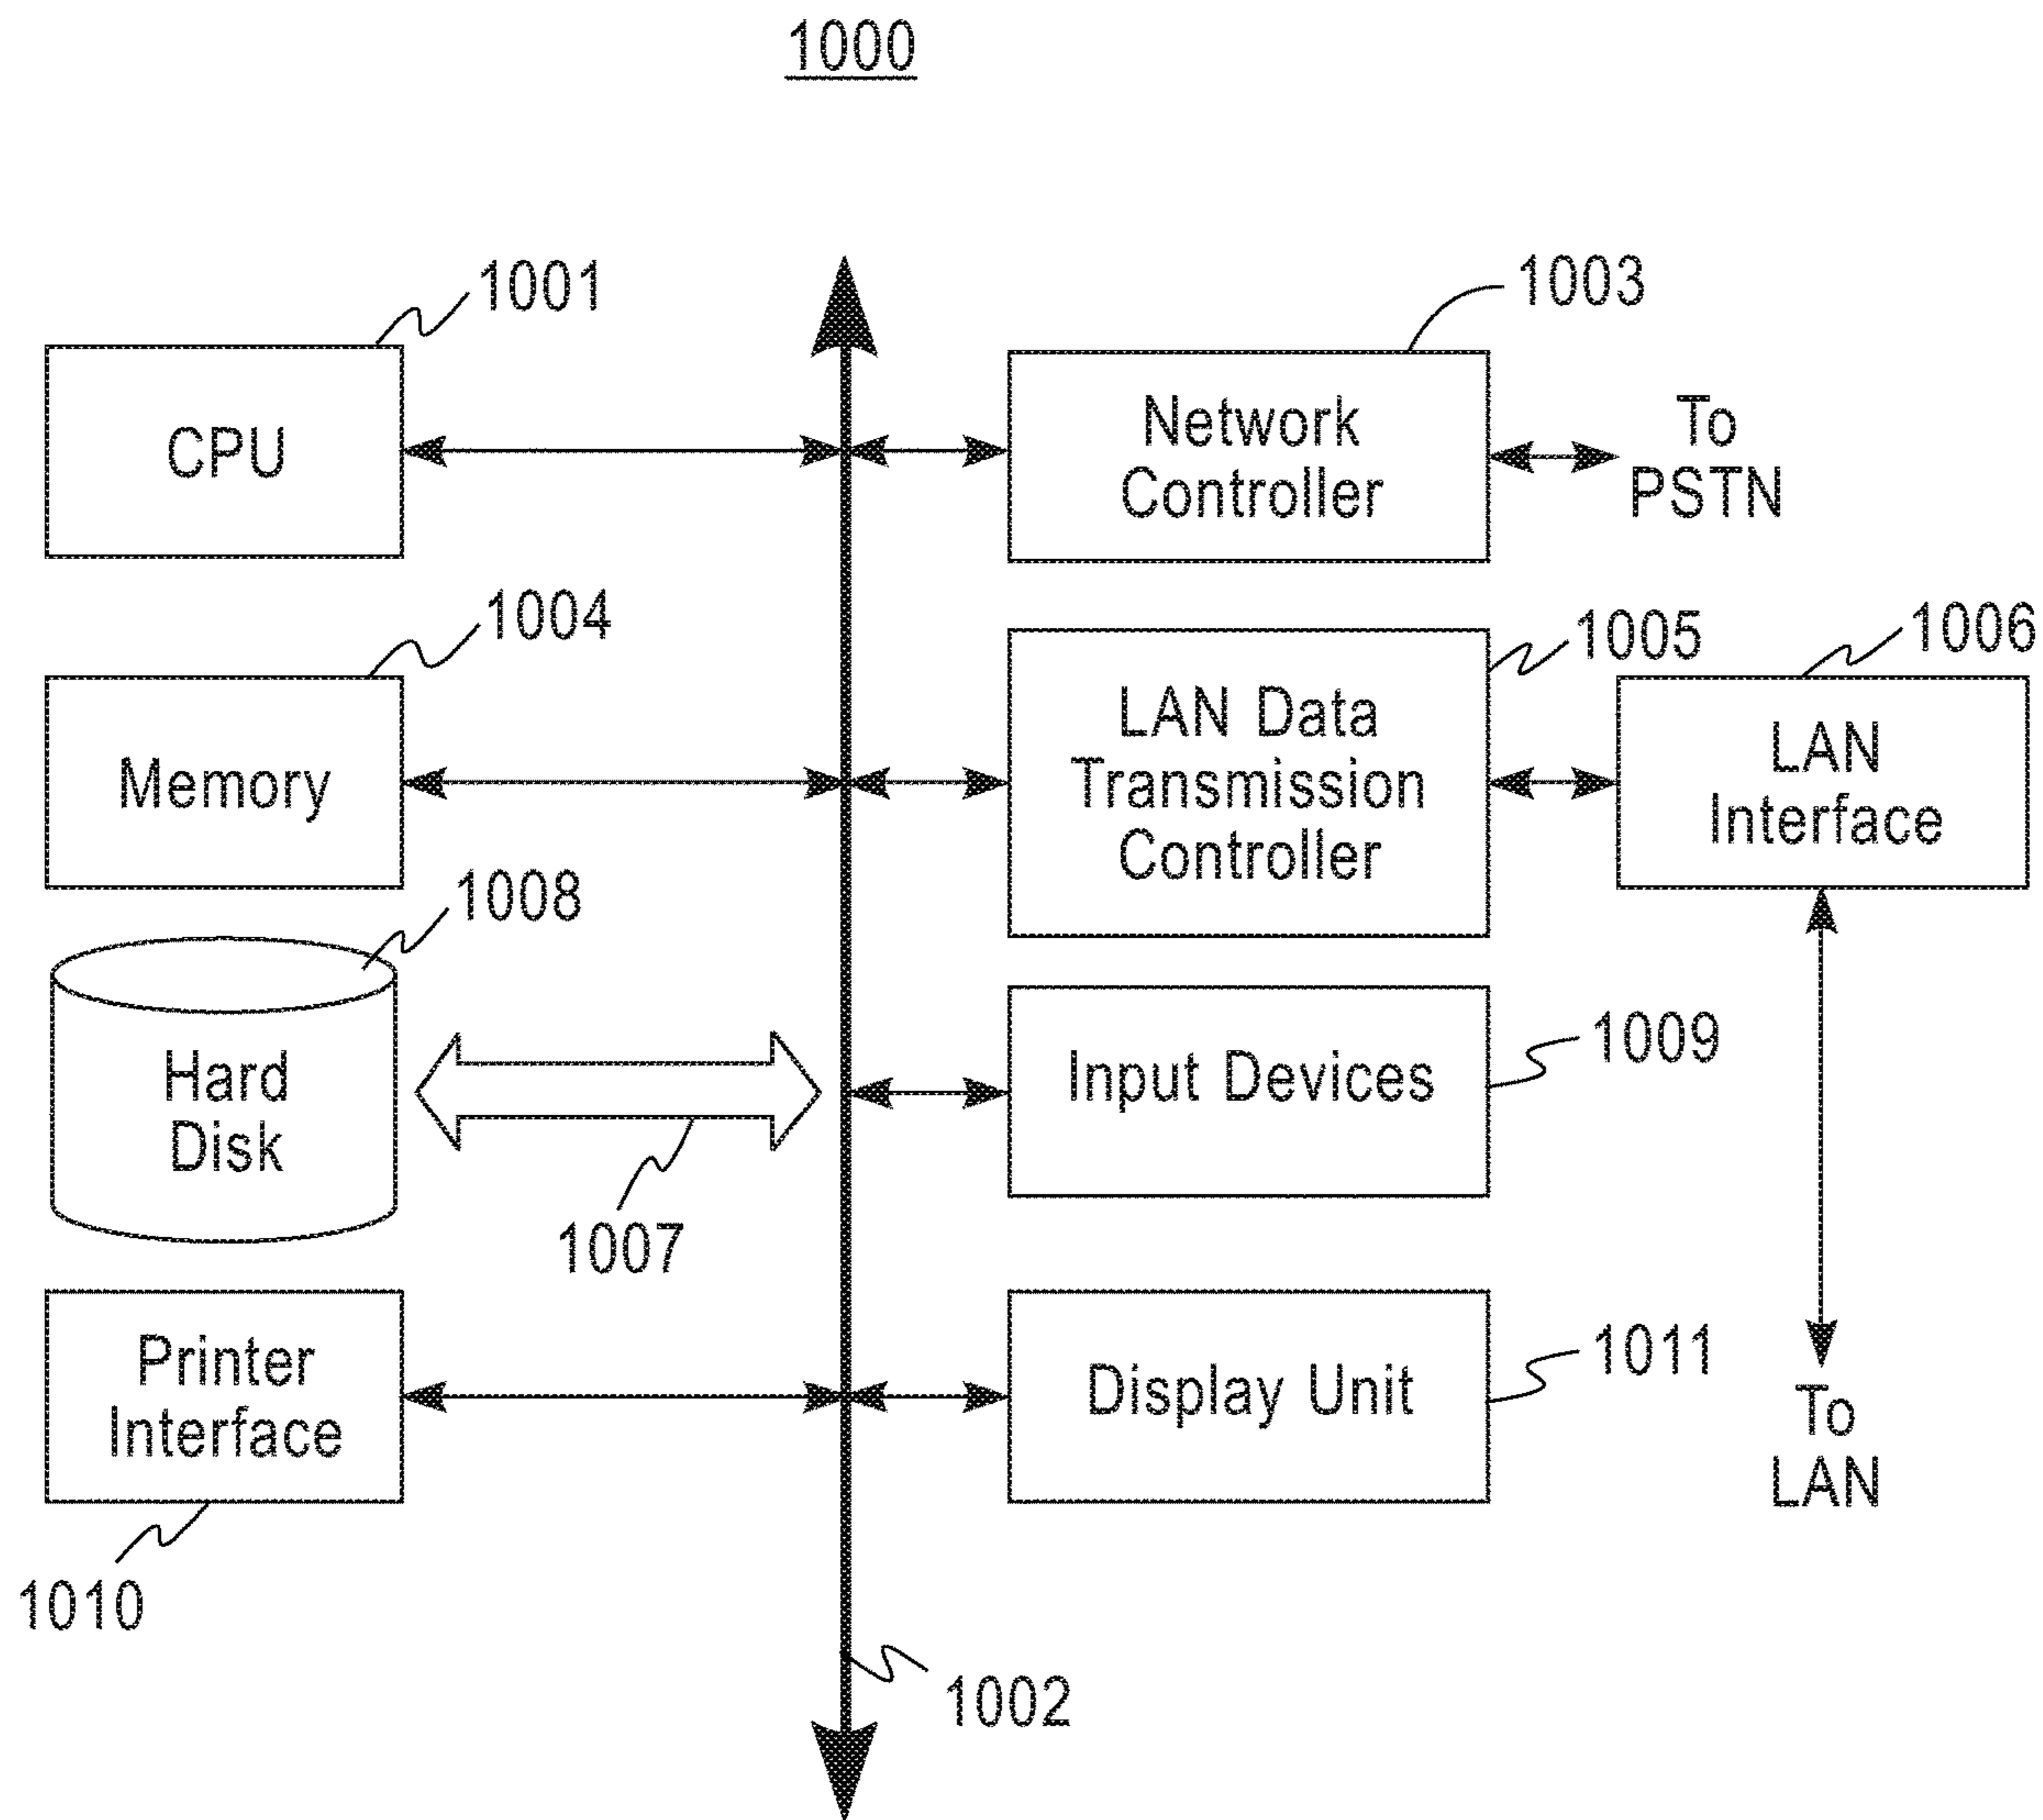 1000
1001
CPU
1003
Network
Controller
To
PSTN
1004
Memory
1005
LAN Data
Transmission
Controller
1006
LAN
Interface
1008
Hard
Disk
1007
1009
Input Devices
Printer
Interface
1010
1011
Display Unit
To
LAN
1002